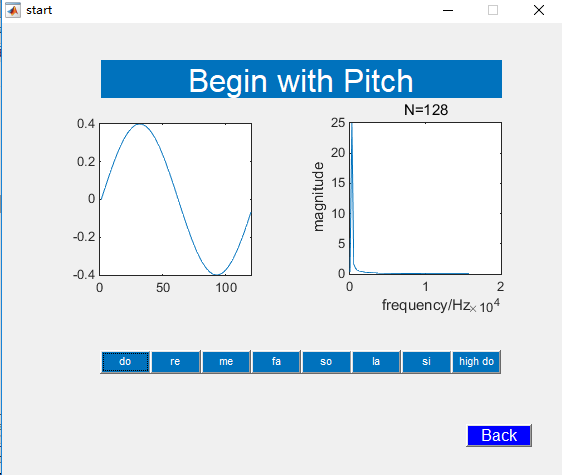 start
Begin with Pitch
N=128
0.4
0.2
0
-0.2
-0.4
0 50 100
25
20
15
10
5
0
0 1 2
magnitude
frequency/Hz ×10^4
do re me fa so la si high do
Back